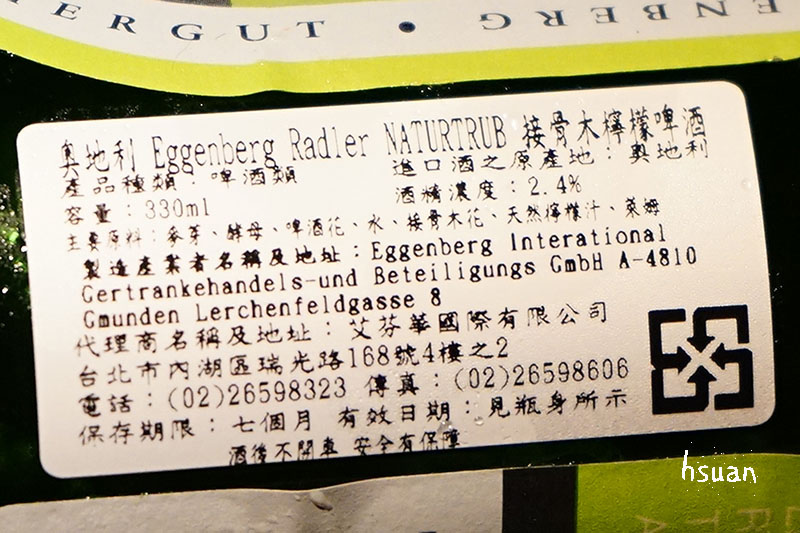 ERGUT • ENBERG
奧地利 Eggenberg Radler NATURTRUB 接骨木檸檬啤酒
產品種類：啤酒類 進口酒之原產地：奧地利
容量：330ml 酒精濃度：2.4%
主要原料：麥芽、酵母、啤酒花、水、接骨木花、天然檸檬汁、萊姆
製造產業者名稱及地址：Eggenberg Interational
Gertrankehandels-und Beteiligungs GmbH A-4810
Gmunden Lerchenfeldgasse 8
代理商名稱及地址：艾芬華國際有限公司
台北市內湖區瑞光路168號4樓之2
電話：(02)26598323 傳真：(02)26598606
保存期限：七個月 有效日期：見瓶身所示
酒後不開車 安全有保障
hsuan